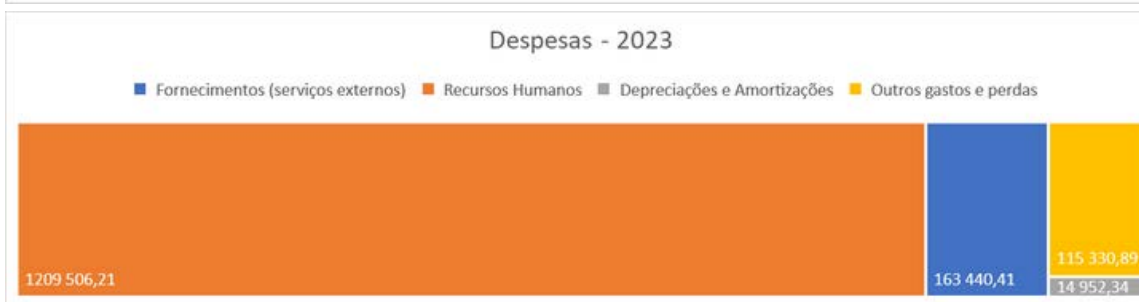 Despesas - 2023
Fornecimentos (serviços externos) Recursos Humanos Depreciações e Amortizações Outros gastos e perdas
1209 506,21
163 440,41
115 330,89
14 952,34